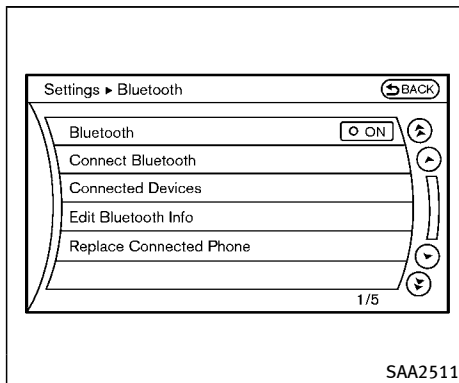 Settings ▸ Bluetooth
BACK
Bluetooth
ON
Connect Bluetooth
Connected Devices
Edit Bluetooth Info
Replace Connected Phone
1/5
SAA2511